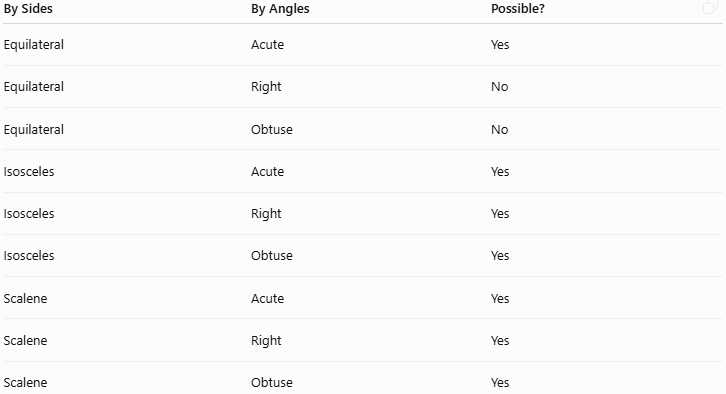 By Sides By Angles Possible?
Equilateral Acute Yes
Equilateral Right No
Equilateral Obtuse No
Isosceles Acute Yes
Isosceles Right Yes
Isosceles Obtuse Yes
Scalene Acute Yes
Scalene Right Yes
Scalene Obtuse Yes